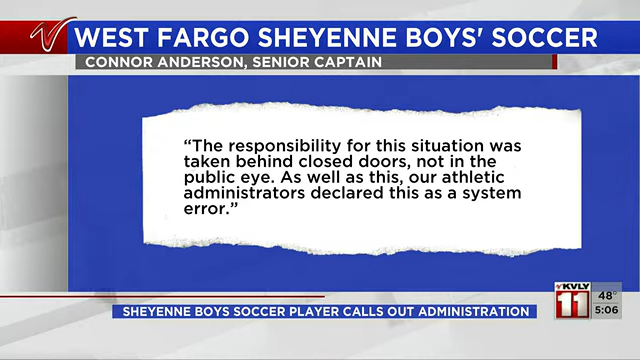 WEST FARGO SHEYENNE BOYS' SOCCER
CONNOR ANDERSON, SENIOR CAPTAIN
“The responsibility for this situation was
taken behind closed doors, not in the
public eye. As well as this, our athletic
administrators declared this as a system
error.”
KVLY
11
48°
5:06
SHEYENNE BOYS SOCCER PLAYER CALLS OUT ADMINISTRATION